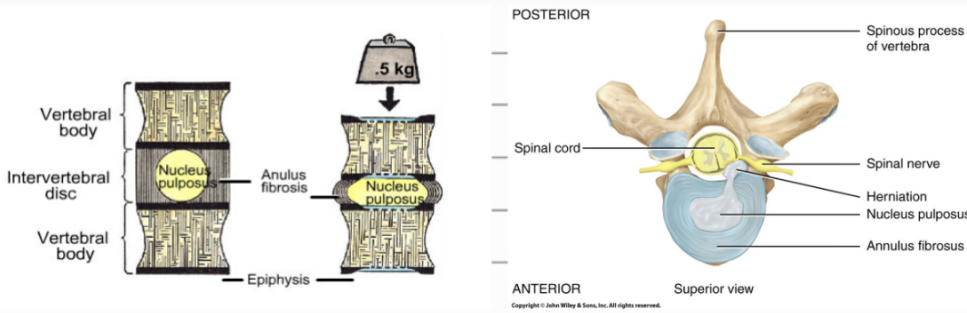 .5 kg
Vertebral
body
Intervertebral
disc
Nucleus
pulposus
Anulus
fibrosis
Nucleus
pulposus
Vertebral
body
Epiphysis
POSTERIOR
Spinous process
of vertebra
Spinal cord
Spinal nerve
Herniation
Nucleus pulposus
Annulus fibrosus
ANTERIOR
Superior view
Copyright © John Wiley & Sons, Inc. All rights reserved.